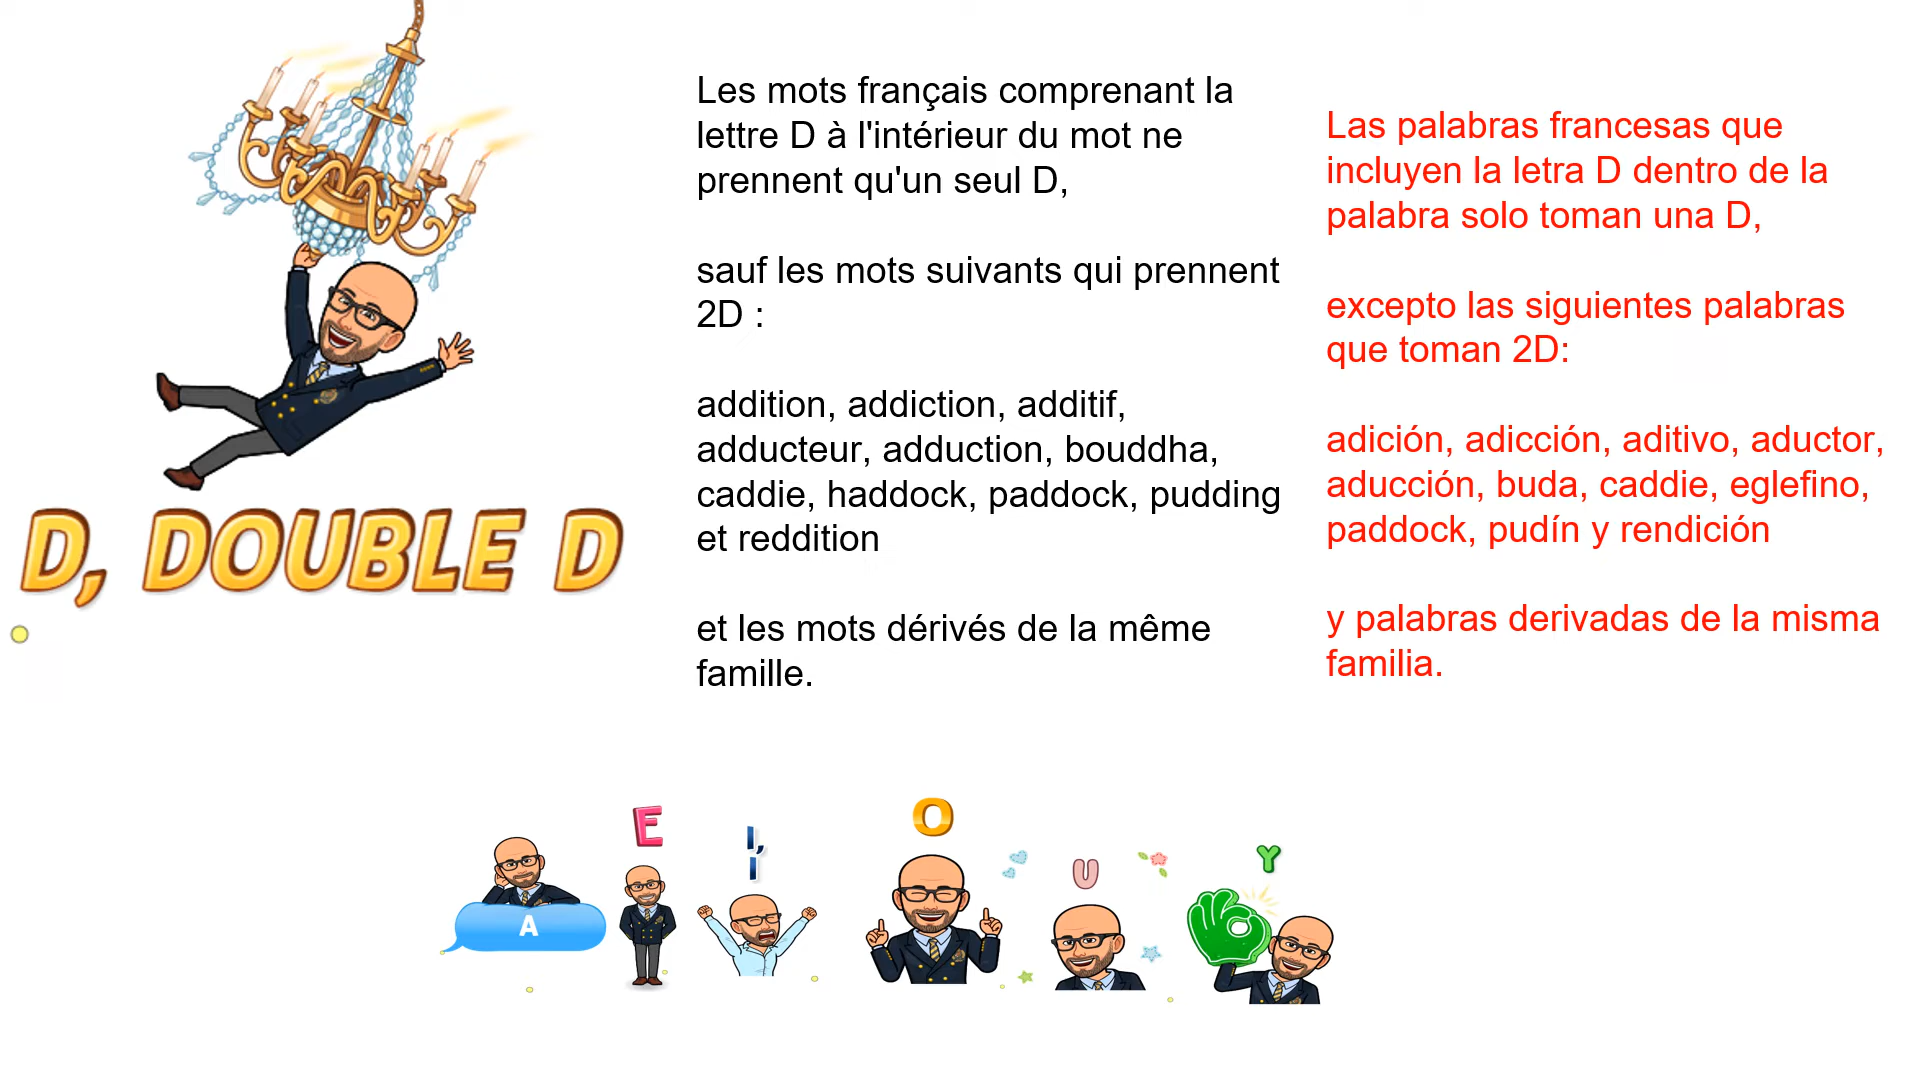 D, DOUBLE D
Les mots français comprenant la
lettre D à l'intérieur du mot ne
prennent qu'un seul D,
sauf les mots suivants qui prennent
2D :
addition, addiction, additif,
adducteur, adduction, bouddha,
caddie, haddock, paddock, pudding
et reddition
et les mots dérivés de la même
famille.
Las palabras francesas que
incluyen la letra D dentro de la
palabra solo toman una D,
excepto las siguientes palabras
que toman 2D:
adición, adicción, aditivo, aductor,
aducción, buda, caddie, eglefino,
paddock, pudín y rendición
y palabras derivadas de la misma
familia.
A
E
I,
I
O
U
Y